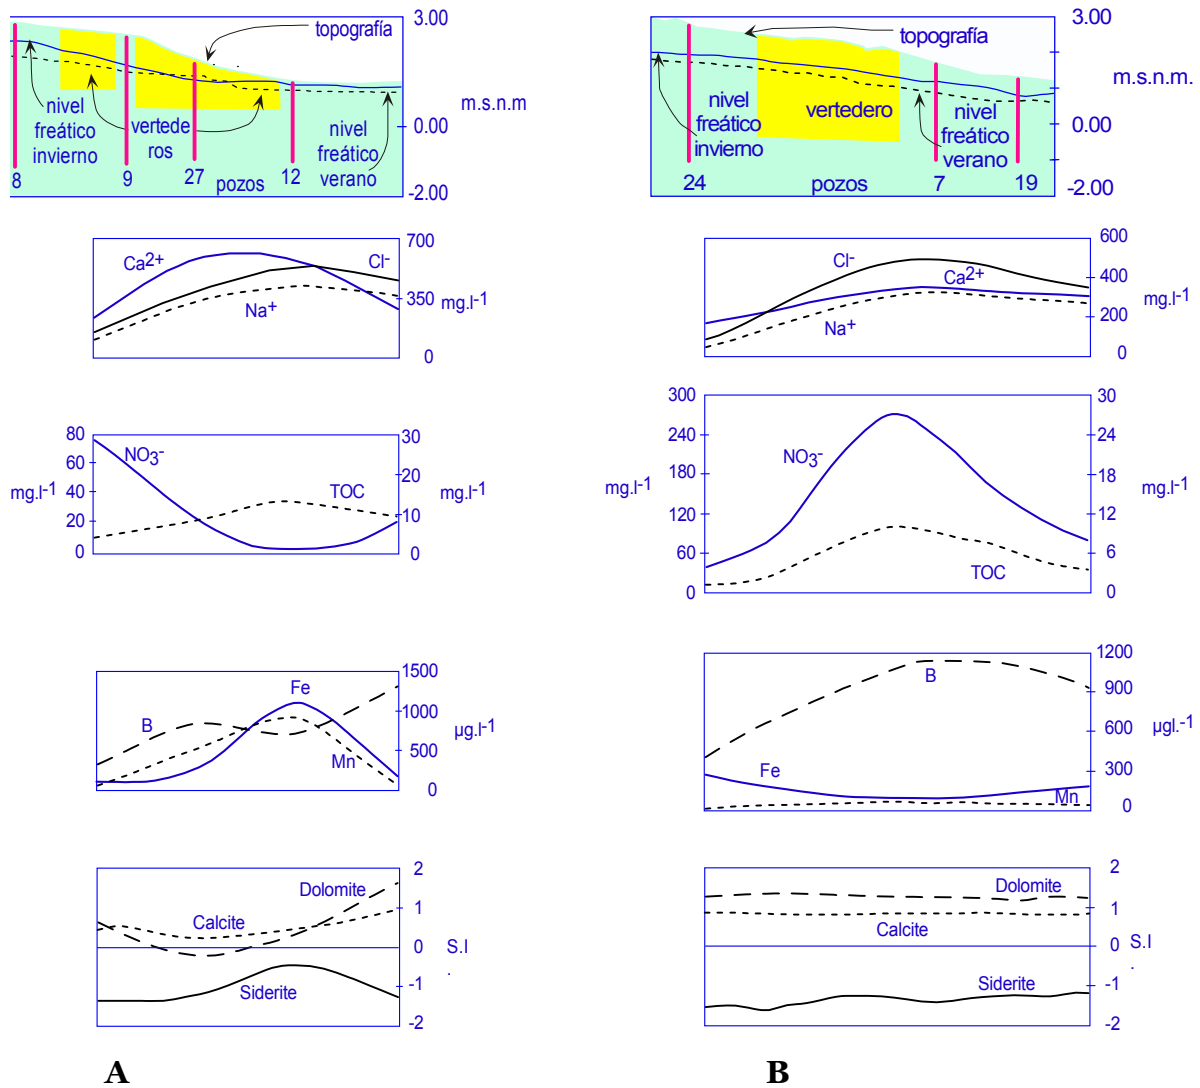 3.00
topografía
m.s.n.m
nivel
freático
invierno
vertede
ros
nivel
freático
verano
0.00
-2.00
8
9
27
pozos
12
3.00
topografía
m.s.n.m.
nivel
freático
invierno
vertedero
nivel
freático
verano
0.00
-2.00
24
pozos
7
19
700
Ca2+
Cl-
Na+
350
mg.l-1
0
600
Cl-
Ca2+
400
mg.l-1
Na+
200
0
80
60
mg.l-1
40
20
0
NO3-
TOC
30
20
mg.l-1
10
0
300
240
180
mg.l-1
120
60
0
NO3-
TOC
30
24
18
mg.l-1
12
6
0
1500
Fe
B
1000
µg.l-1
500
Mn
0
1200
B
900
600
µgl.-1
Fe
300
Mn
0
2
Dolomite
1
Calcite
0
S.I
.
-1
Siderite
-2
2
Dolomite
1
Calcite
0
S.I
.
-1
Siderite
-2
A
B